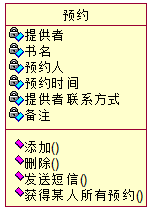 预约
提供者
书名
预约人
预约时间
提供者联系方式
备注
添加()
删除()
发送短信()
获得某人所有预约()